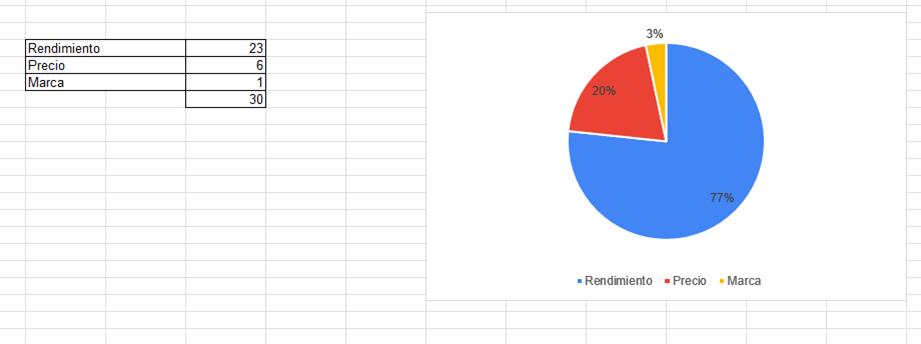 Rendimiento 23
Precio 6
Marca 1
30
3%
20%
77%
Rendimiento Precio Marca